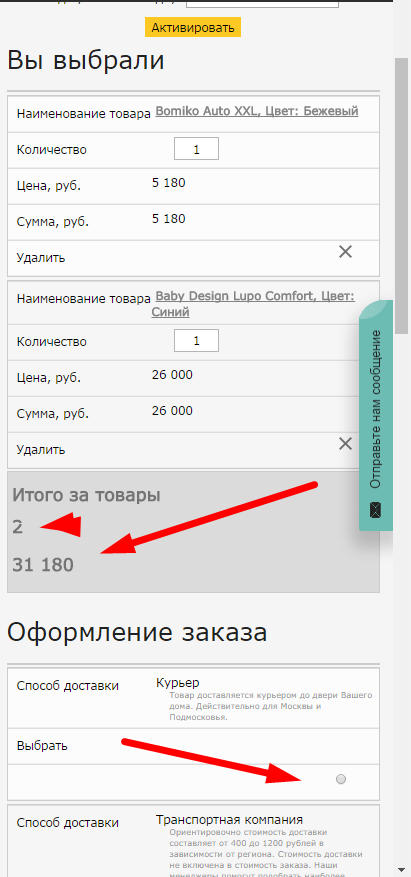 Активировать
Вы выбрали
Наименование товара Bomiko Auto XXL, Цвет: Бежевый
Количество 1
Цена, руб. 5 180
Сумма, руб. 5 180
Удалить
Наименование товара Baby Design Lupo Comfort, Цвет:
Синий
Количество 1
Цена, руб. 26 000
Сумма, руб. 26 000
Удалить
Отправьте нам сообщение
Итого за товары
2
31 180
Оформление заказа
Способ доставки Курьер
Товар доставляется курьером до двери Вашего
дома. Действительно для Москвы и
Подмосковья.
Выбрать
Способ доставки Транспортная компания
Ориентировочно стоимость доставки
составляет от 400 до 1200 рублей в
зависимости от региона. Стоимость доставки
не включена в стоимость заказа. Наши
менеджеры помогут подобрать наиболее